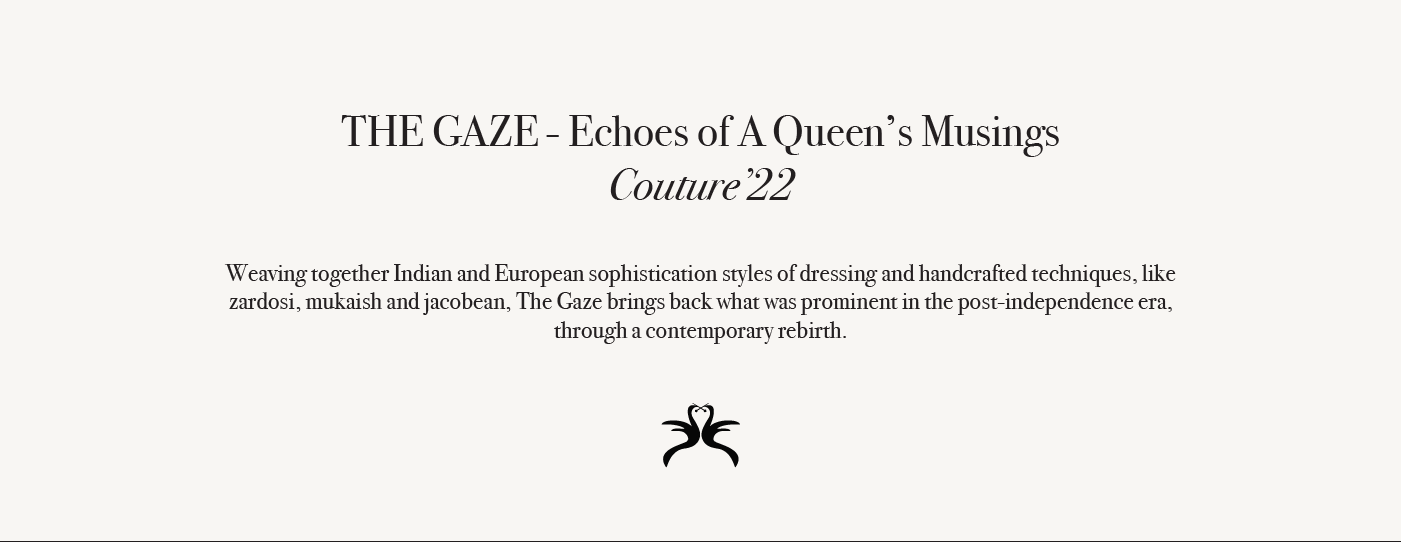 THE GAZE - Echoes of A Queen’s Musings
Couture’22
Weaving together Indian and European sophistication styles of dressing and handcrafted techniques, like
zardosi, mukaish and jacobean, The Gaze brings back what was prominent in the post-independence era,
through a contemporary rebirth.